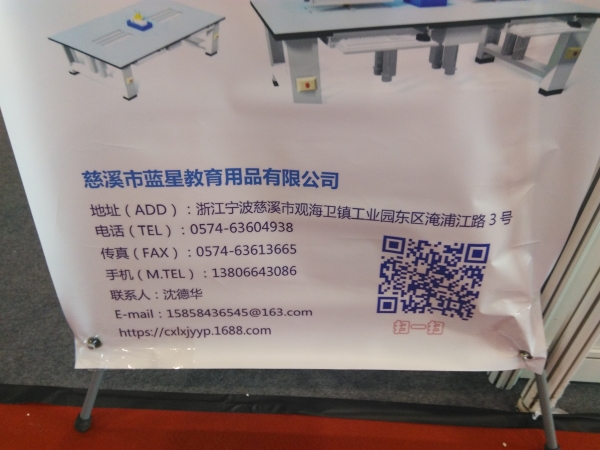 慈溪市蓝星教育用品有限公司
地址（ADD）：浙江宁波慈溪市观海卫镇工业园东区淹浦江路 3 号
电话（TEL）：0574-63604938
传真（FAX）：0574-63613665
手机（M.TEL）：13806643086
联系人：沈德华
E-mail：15858436545@163.com
https://cxlxjyyp.1688.com
扫一扫